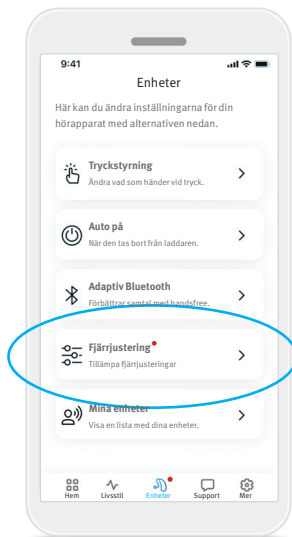 9:41
Enheter
Här kan du ändra inställningarna för din
hörapparat med alternativen nedan.
Tryckstyrning
Ändra vad som händer vid tryck.
Auto på
När den tas bort från laddaren.
Adaptiv Bluetooth
Förbättrar samtal med handsfree.
Fjärrjustering
Tillämpa fjärrjusteringar
Mina enheter
Visa en lista med dina enheter.
Hem Livsstil Enheter Support Mer